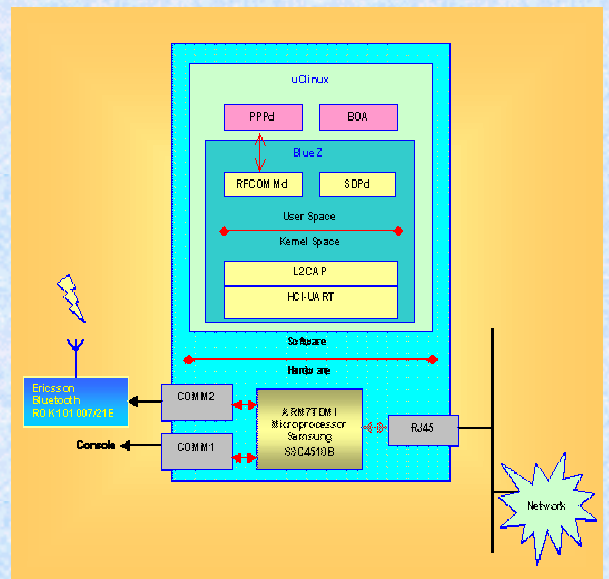 uClinux
PPPd
BOA
BlueZ
RFCOMMd
SDPd
User Space
Kernel Space
L2CAP
HCI-UART
Software
Hardware
Ericsson
Bluetooth
ROK101007/21E
COMM2
Console
COMM1
ARM7TDMI
Microprocessor
Samsung
S3C4510B
RJ45
Network